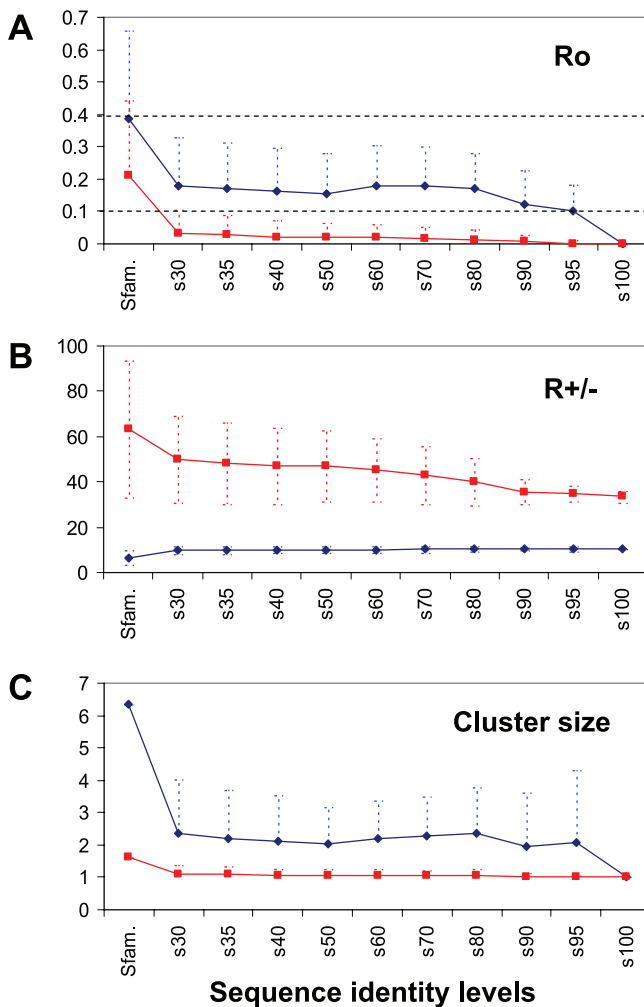 A
Ro
0.7
0.6
0.5
0.4
0.3
0.2
0.1
0
Sfam. s30 s35 s40 s50 s60 s70 s80 s90 s95 s100
B
R+/-
100
80
60
40
20
0
Sfam. s30 s35 s40 s50 s60 s70 s80 s90 s95 s100
C
Cluster size
7
6
5
4
3
2
1
0
Sfam. s30 s35 s40 s50 s60 s70 s80 s90 s95 s100
Sequence identity levels